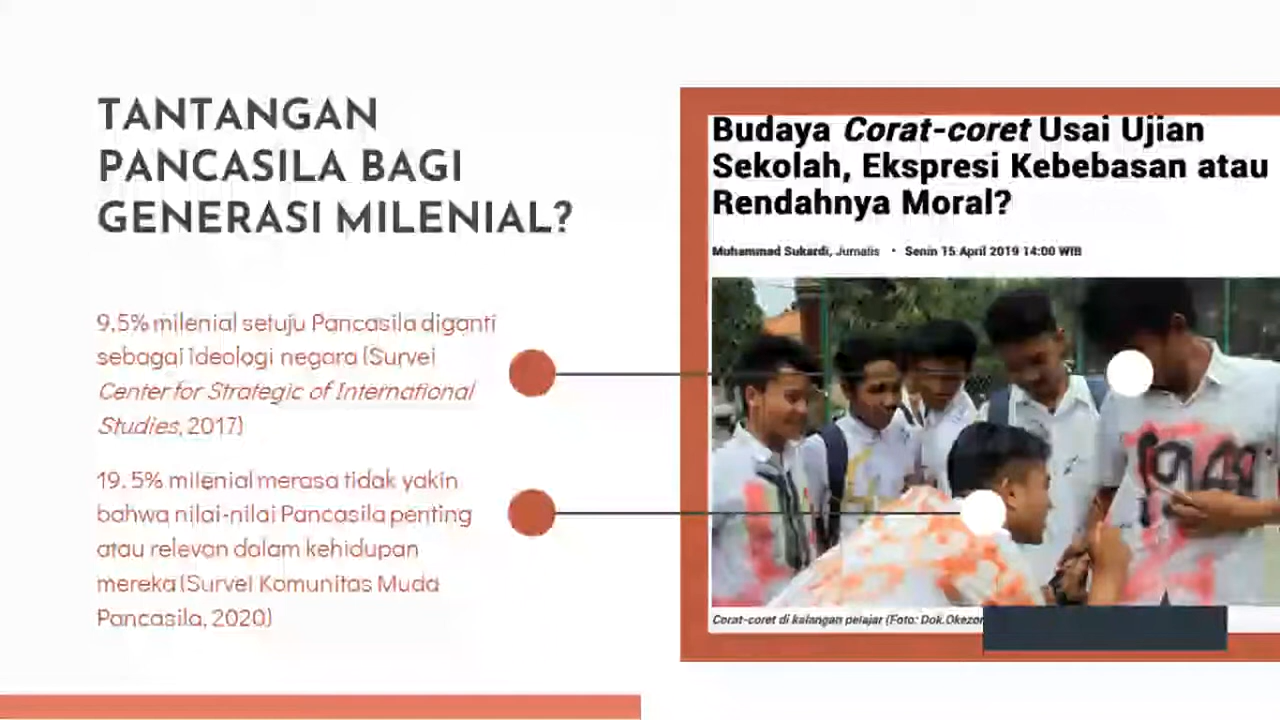 TANTANGAN
PANCASILA BAGI
GENERASI MILENIAL?
9,5% milenial setuju Pancasila diganti
sebagai ideologi negara (Survei
Center for Strategic of International
Studies, 2017)
19, 5% milenial merasa tidak yakin
bahwa nilai-nilai Pancasila penting
atau relevan dalam kehidupan
mereka (Survei Komunitas Muda
Pancasila, 2020)
Budaya Corat-coret Usai Ujian
Sekolah, Ekspresi Kebebasan atau
Rendahnya Moral?
Muhammad Sukardi, Jurnalis • Senin 15 April 2019 14:00 WIB
Corat-coret di kalangan pelajar (Foto: Dok.Okezon